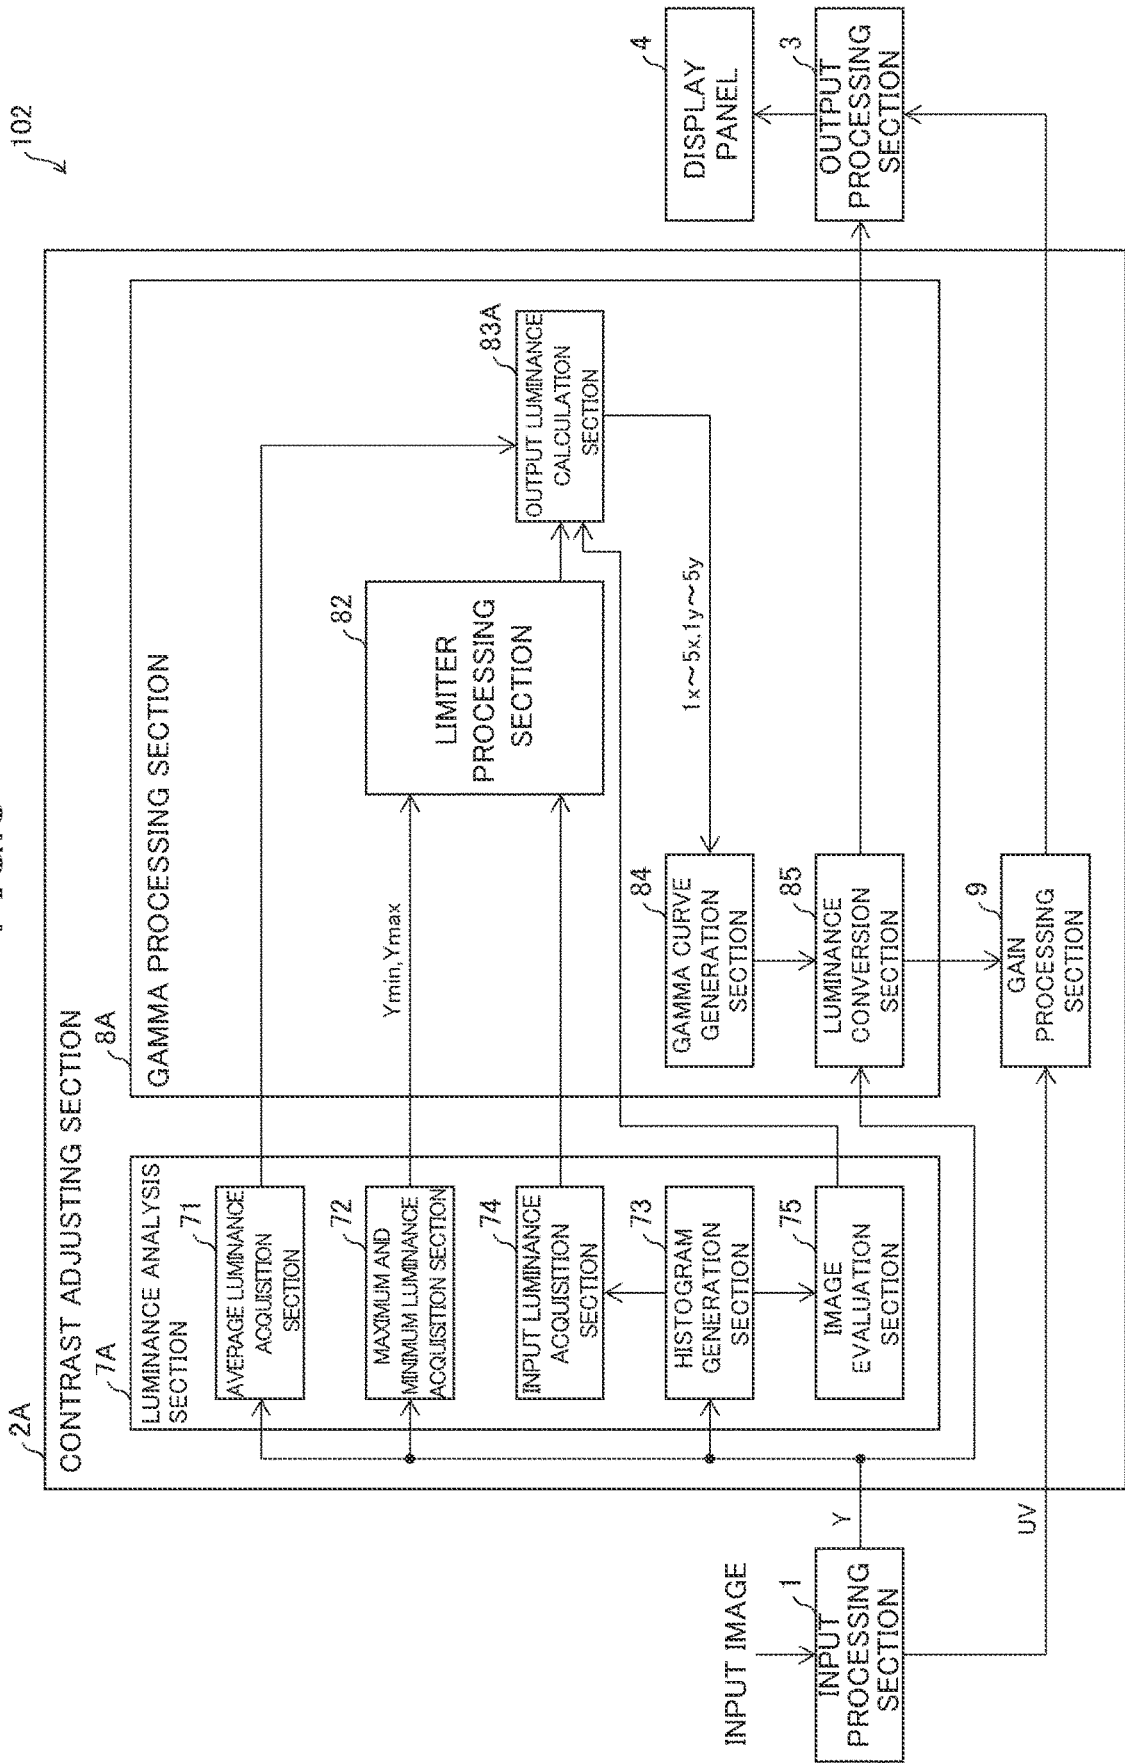 102
2A
CONTRAST ADJUSTING SECTION
7A
LUMINANCE ANALYSIS
SECTION
71
AVERAGE LUMINANCE
ACQUISITION
SECTION
72
MAXIMUM AND
MINIMUM LUMINANCE
ACQUISITION SECTION
74
INPUT LUMINANCE
ACQUISITION
SECTION
73
HISTOGRAM
GENERATION
SECTION
75
IMAGE
EVALUATION
SECTION
8A
GAMMA PROCESSING SECTION
Ymin,Ymax
82
LIMITER
PROCESSING
SECTION
83A
OUTPUT LUMINANCE
CALCULATION
SECTION
1x~5x,1y~5y
84
GAMMA CURVE
GENERATION
SECTION
85
LUMINANCE
CONVERSION
SECTION
9
GAIN
PROCESSING
SECTION
INPUT IMAGE
1
INPUT
PROCESSING
SECTION
Y
UV
4
DISPLAY
PANEL
3
OUTPUT
PROCESSING
SECTION